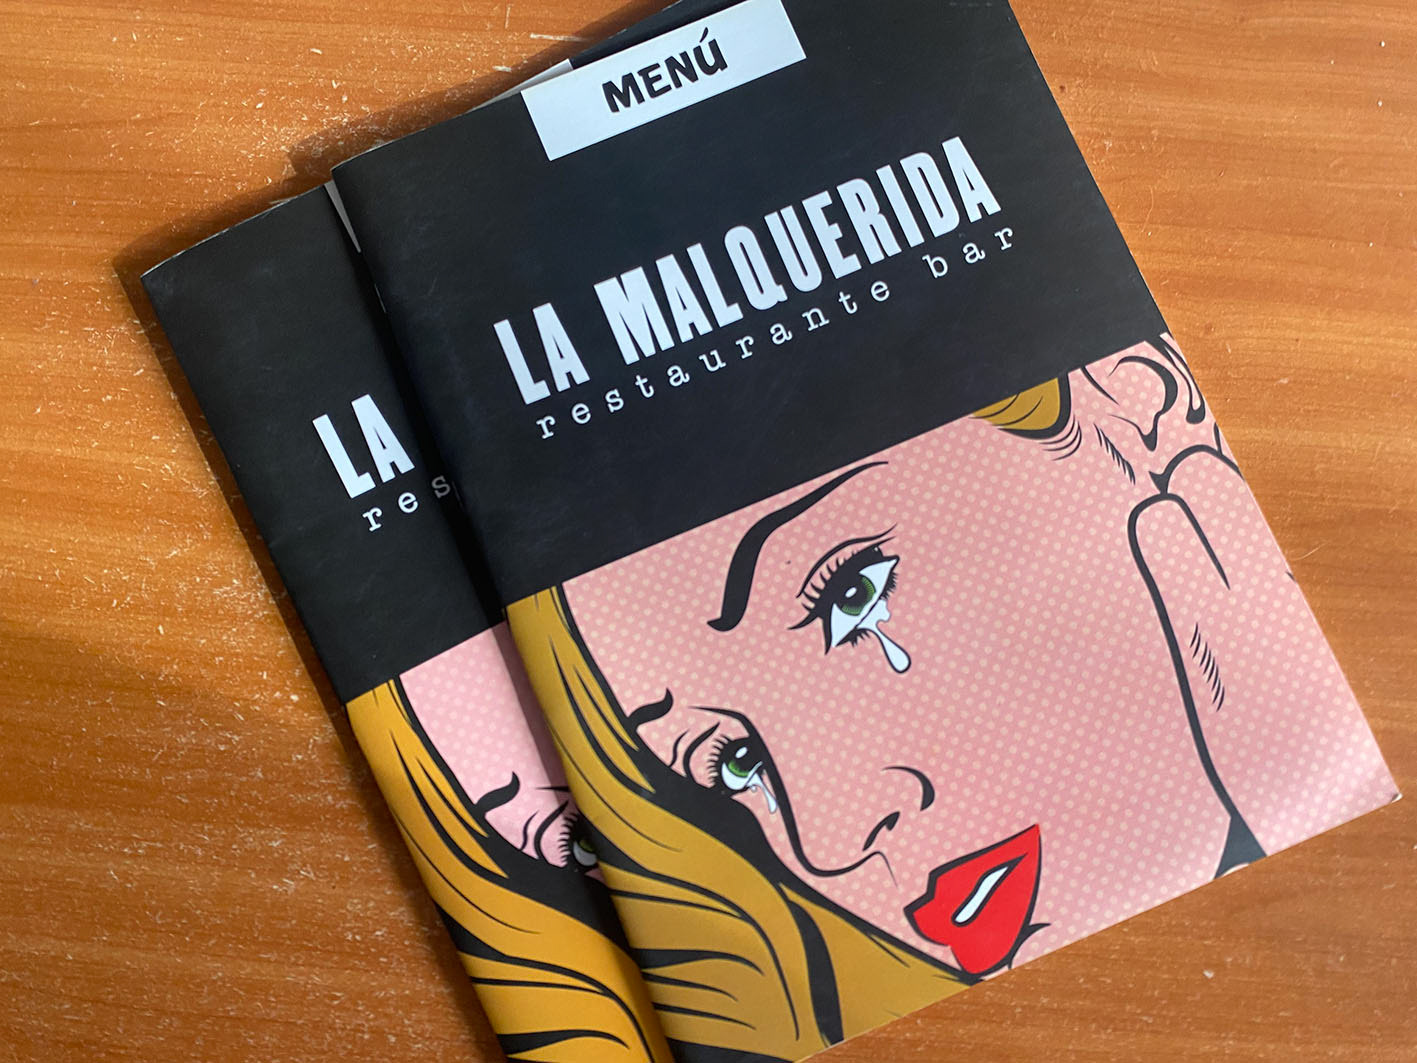 MENÚ
LA MALQUERIDA
restaurante bar
LA
res